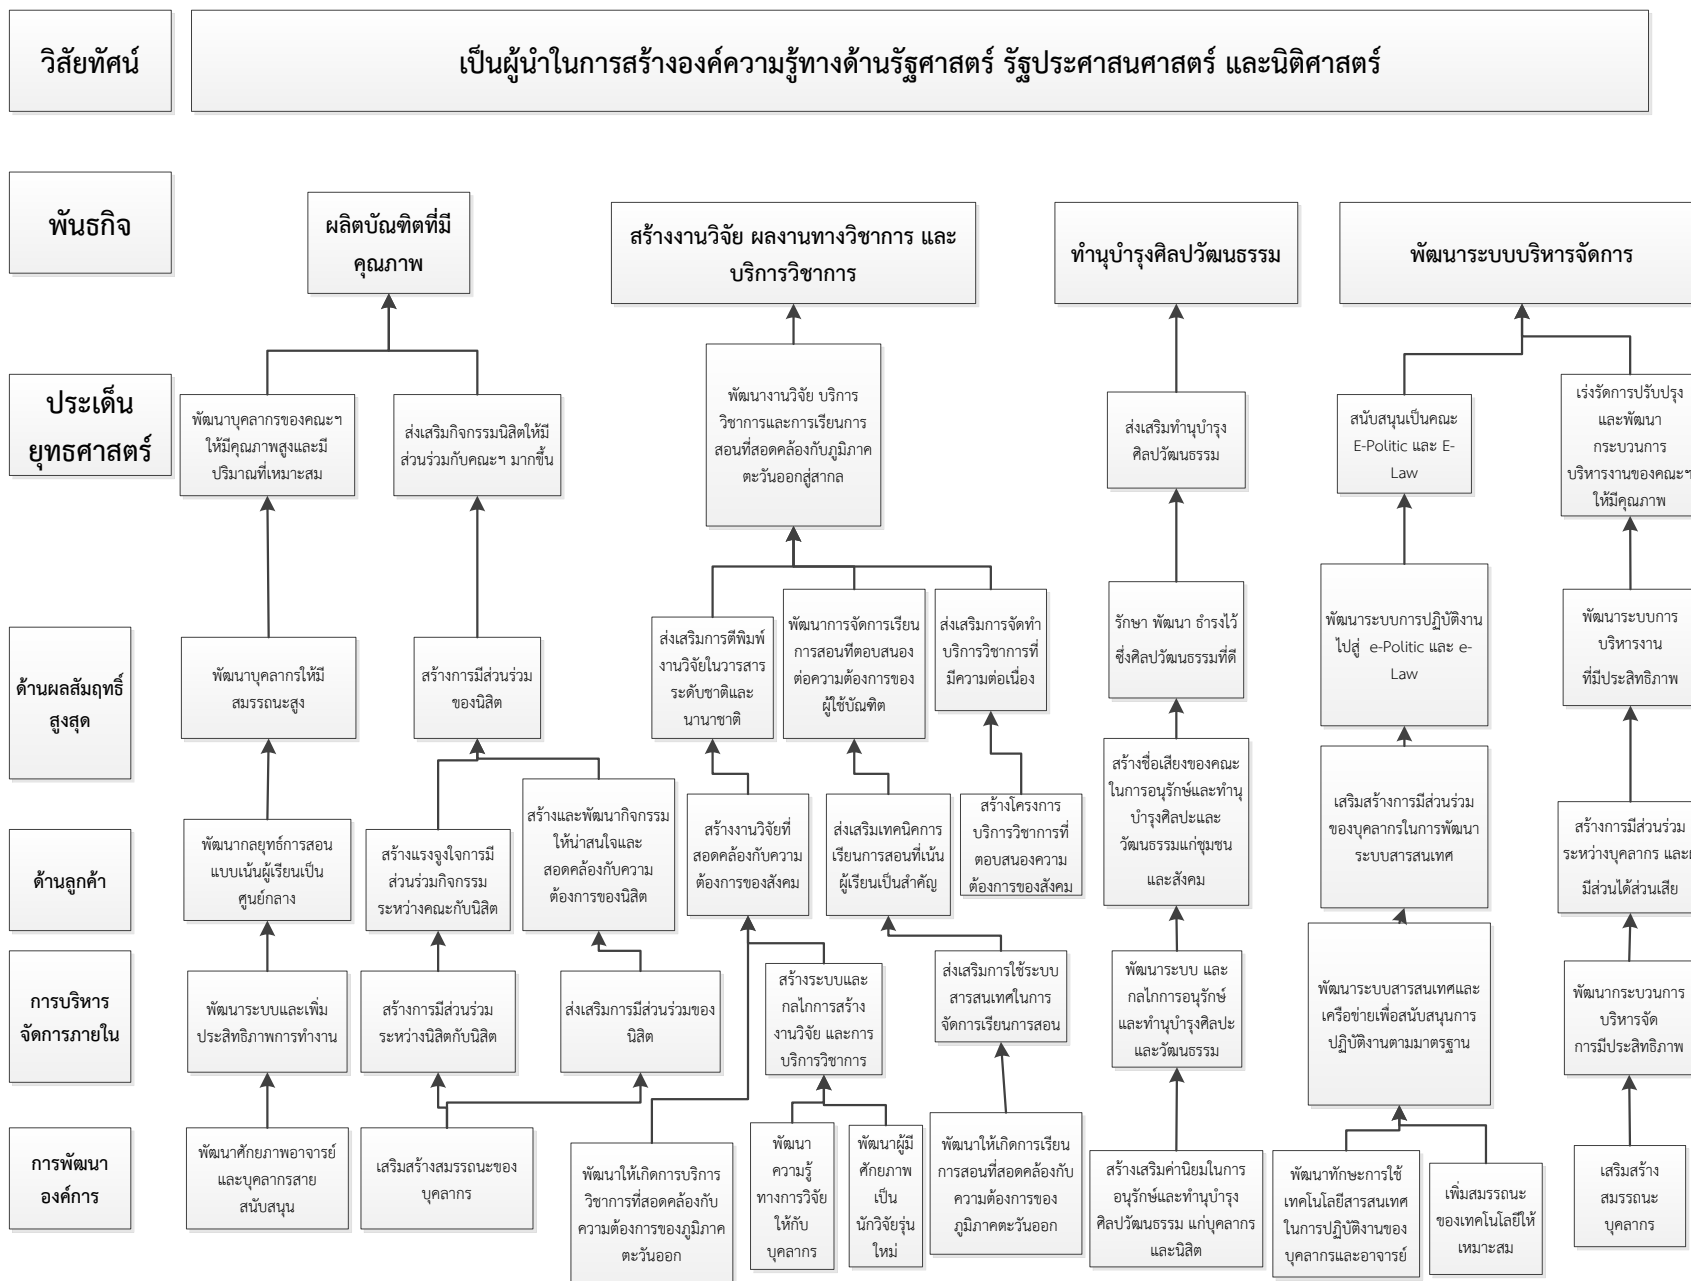 วิสัยทัศน์
เป็นผู้นำในการสร้างองค์ความรู้ทางด้านรัฐศาสตร์ รัฐประศาสนศาสตร์ และนิติศาสตร์
พันธกิจ
ผลิตบัณฑิตที่มี
คุณภาพ
สร้างงานวิจัย ผลงานทางวิชาการ และ
บริการวิชาการ
ทำนุบำรุงศิลปวัฒนธรรม
พัฒนาระบบบริหารจัดการ
ประเด็น
ยุทธศาสตร์
พัฒนาบุคลากรของคณะฯ
ให้มีคุณภาพสูงและมี
ปริมาณที่เหมาะสม
ส่งเสริมกิจกรรมนิสิตให้มี
ส่วนร่วมกับคณะฯ มากขึ้น
พัฒนางานวิจัย บริการ
วิชาการและการเรียนการ
สอนที่สอดคล้องกับภูมิภาค
ตะวันออกสู่สากล
ส่งเสริมทำนุบำรุง
ศิลปวัฒนธรรม
สนับสนุนเป็นคณะ
E-Politic และ E-
Law
เร่งรัดการปรับปรุง
และพัฒนา
กระบวนการ
บริหารงานของคณะฯ
ให้มีคุณภาพ
ด้านผลสัมฤทธิ์
สูงสุด
พัฒนาบุคลากรให้มี
สมรรถนะสูง
สร้างการมีส่วนร่วม
ของนิสิต
ส่งเสริมการตีพิมพ์
งานวิจัยในวารสาร
ระดับชาติและ
นานาชาติ
พัฒนาการจัดการเรียน
การสอนที่ตอบสนอง
ต่อความต้องการของ
ผู้ใช้บัณฑิต
ส่งเสริมการจัดทำ
บริการวิชาการที่
มีความต่อเนื่อง
รักษา พัฒนา ธำรงไว้
ซึ่งศิลปวัฒนธรรมที่ดี
พัฒนาระบบการปฏิบัติงาน
ไปสู่ e-Politic และ e-
Law
พัฒนาระบบการ
บริหารงาน
ที่มีประสิทธิภาพ
ด้านลูกค้า
พัฒนากลยุทธ์การสอน
แบบเน้นผู้เรียนเป็น
ศูนย์กลาง
สร้างแรงจูงใจการมี
ส่วนร่วมกิจกรรม
ระหว่างคณะกับนิสิต
สร้างและพัฒนากิจกรรม
ให้น่าสนใจและ
สอดคล้องกับความ
ต้องการของนิสิต
สร้างงานวิจัยที่
สอดคล้องกับความ
ต้องการของสังคม
ส่งเสริมเทคนิคการ
เรียนการสอนที่เน้น
ผู้เรียนเป็นสำคัญ
สร้างโครงการ
บริการวิชาการที่
ตอบสนองความ
ต้องการของสังคม
สร้างชื่อเสียงของคณะ
ในการอนุรักษ์และทำนุ
บำรุงศิลปะและ
วัฒนธรรมแก่ชุมชน
และสังคม
เสริมสร้างการมีส่วนร่วม
ของบุคลากรในการพัฒนา
ระบบสารสนเทศ
สร้างการมีส่วนร่วม
ระหว่างบุคลากร และ
มีส่วนได้ส่วนเสีย
การบริหาร
จัดการภายใน
พัฒนาระบบและเพิ่ม
ประสิทธิภาพการทำงาน
สร้างการมีส่วนร่วม
ระหว่างนิสิตกับนิสิต
ส่งเสริมการมีส่วนร่วมของ
นิสิต
สร้างระบบและ
กลไกการสร้าง
งานวิจัย และการ
บริการวิชาการ
ส่งเสริมการใช้ระบบ
สารสนเทศในการ
จัดการเรียนการสอน
พัฒนาระบบ และ
กลไกการอนุรักษ์
และทำนุบำรุงศิลปะ
และวัฒนธรรม
พัฒนาระบบสารสนเทศและ
เครือข่ายเพื่อสนับสนุนการ
ปฏิบัติงานตามมาตรฐาน
พัฒนากระบวนการ
บริหารจัด
การมีประสิทธิภาพ
การพัฒนา
องค์การ
พัฒนาศักยภาพอาจารย์
และบุคลากรสาย
สนับสนุน
เสริมสร้างสมรรถนะของ
บุคลากร
พัฒนาให้เกิดการบริการ
วิชาการที่สอดคล้องกับ
ความต้องการของภูมิภาค
ตะวันออก
พัฒนา
ความรู้
ทางการวิจัย
ให้กับ
บุคลากร
พัฒนาผู้มี
ศักยภาพ
เป็น
นักวิจัยรุ่น
ใหม่
พัฒนาให้เกิดการเรียน
การสอนที่สอดคล้องกับ
ความต้องการของ
ภูมิภาคตะวันออก
สร้างเสริมค่านิยมในการ
อนุรักษ์และทำนุบำรุง
ศิลปวัฒนธรรม แก่บุคลากร
และนิสิต
พัฒนาทักษะการใช้
เทคโนโลยีสารสนเทศ
ในการปฏิบัติงานของ
บุคลากรและอาจารย์
เพิ่มสมรรถนะ
ของเทคโนโลยีให้
เหมาะสม
เสริมสร้าง
สมรรถนะ
บุคลากร